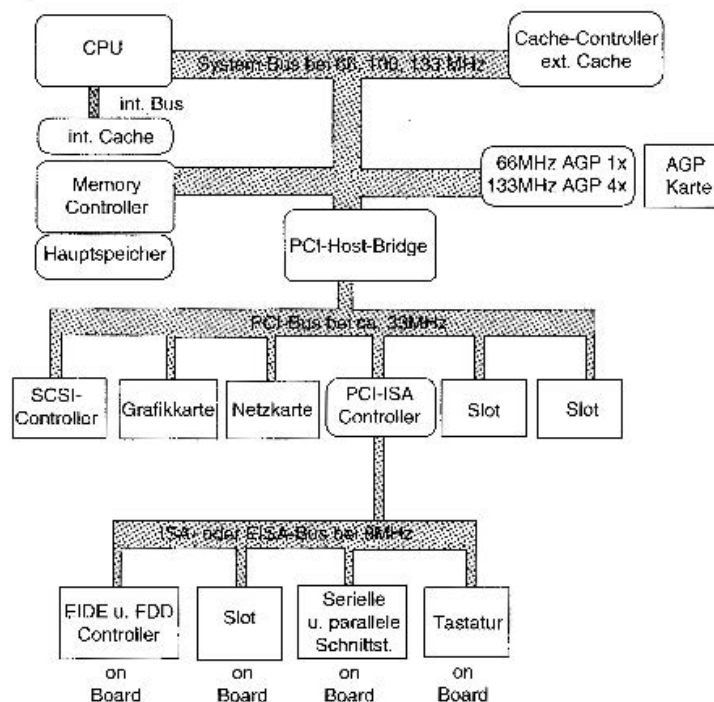 CPU
System-Bus bei 66, 100, 133 MHz
Cache-Controller
ext. Cache
int. Bus
int. Cache
Memory
Controller
66MHz AGP 1x
133MHz AGP 4x
AGP
Karte
Hauptspeicher
PCI-Host-Bridge
PCI-Bus bei ca. 33MHz
SCSI-
Controller
Grafikkarte
Netzkarte
PCI-ISA
Controller
Slot
Slot
ISA- oder EISA-Bus bei 8MHz
EIDE u. FDD
Controller
Slot
Serielle
u. parallele
Schnittst.
Tastatur
on
Board
on
Board
on
Board
on
Board